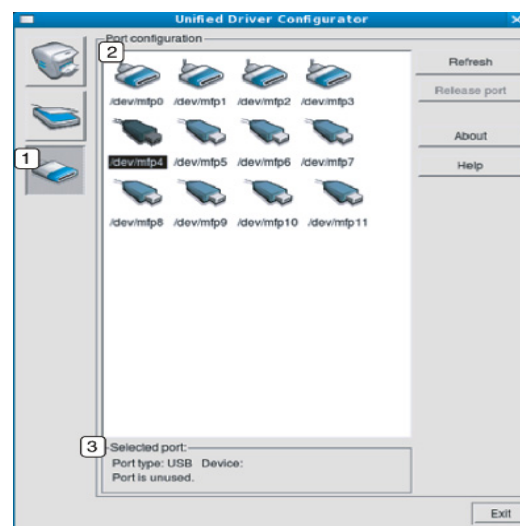 Unified Driver Configurator
Port configuration
2
/dev/mfp0 /dev/mfp1 /dev/mfp2 /dev/mfp3
1
/dev/mfp4 /dev/mfp5 /dev/mfp6 /dev/mfp7
/dev/mfp8 /dev/mfp9 /dev/mfp10 /dev/mfp11
Refresh
Release port
About
Help
3
Selected port:
Port type: USB Device:
Port is unused.
Exit